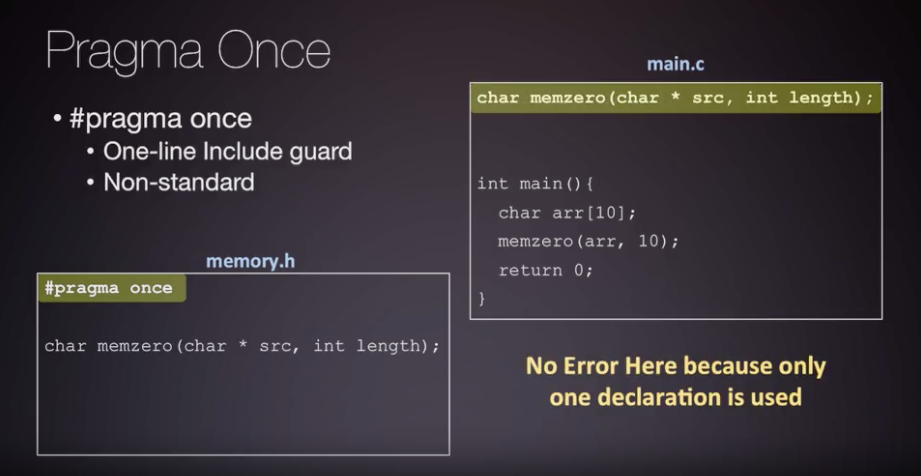 Pragma Once
• #pragma once
• One-line Include guard
• Non-standard
memory.h
#pragma once
char memzero(char * src, int length);
main.c
char memzero(char * src, int length);
int main(){
char arr[10];
memzero(arr, 10);
return 0;
}
No Error Here because only
one declaration is used